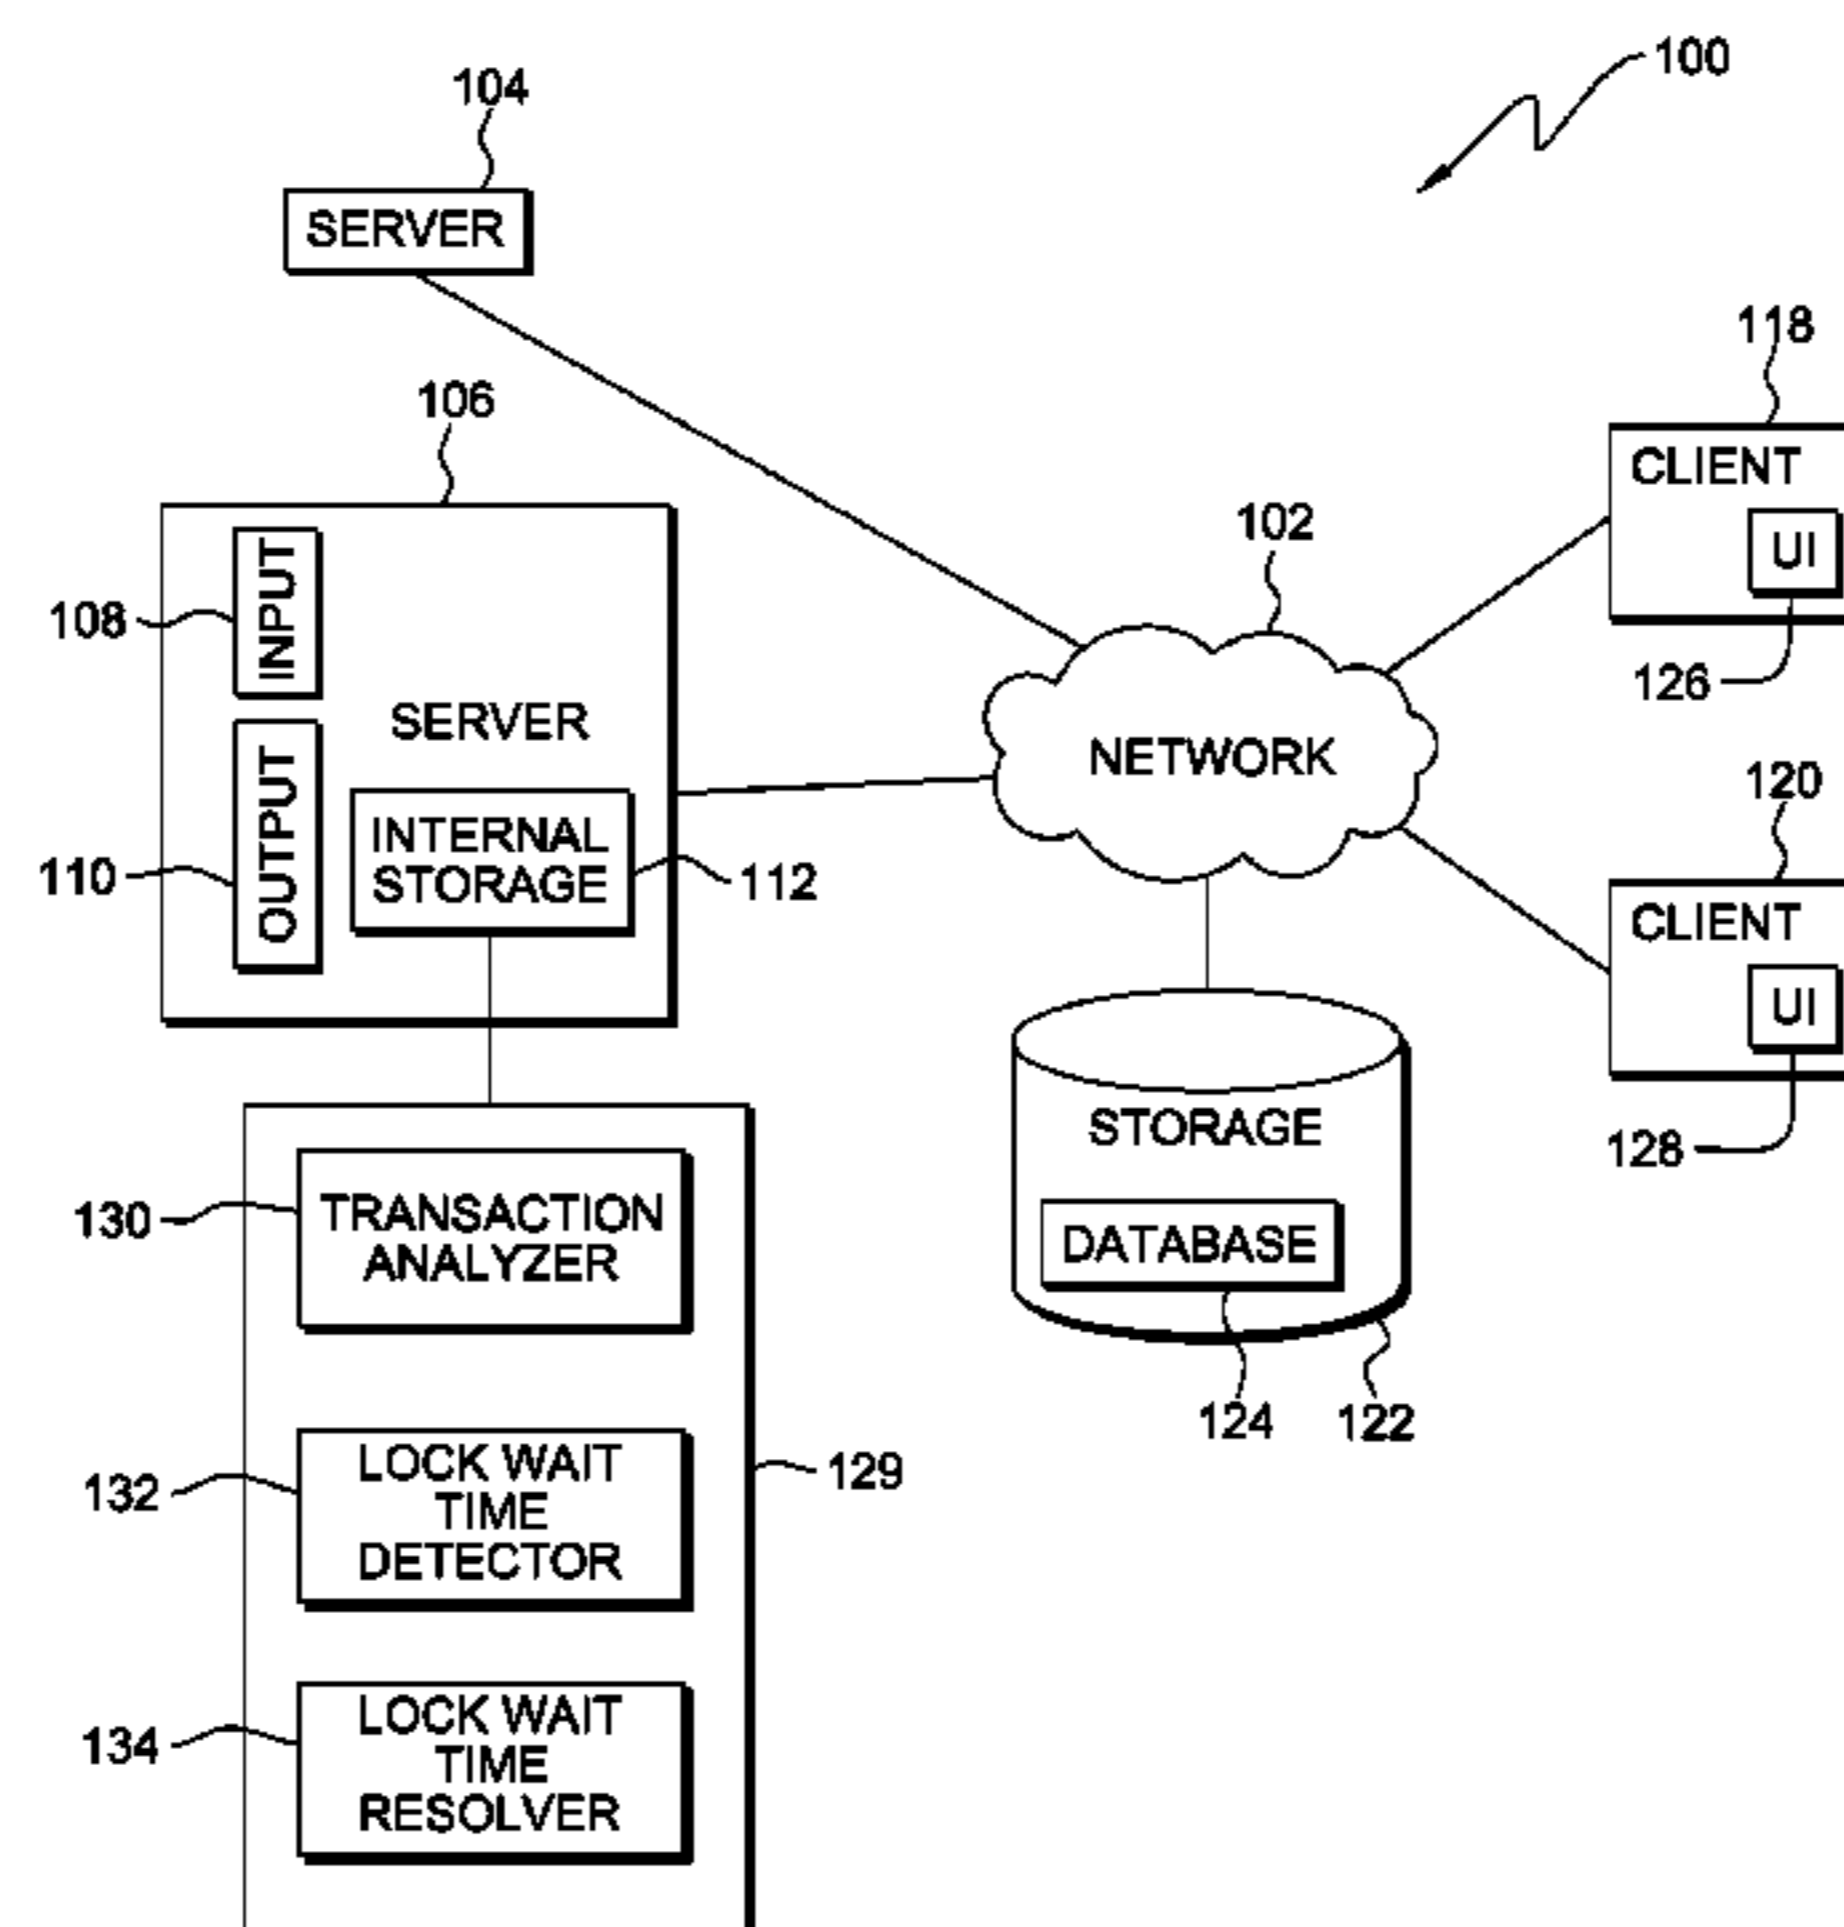 100
104
SERVER
118
106
CLIENT
102
INPUT
UI
108
126
SERVER
NETWORK
120
OUTPUT
INTERNAL
STORAGE
110
112
CLIENT
UI
STORAGE
128
130
TRANSACTION
ANALYZER
DATABASE
124
122
132
LOCK WAIT
TIME
DETECTOR
129
134
LOCK WAIT
TIME
RESOLVER